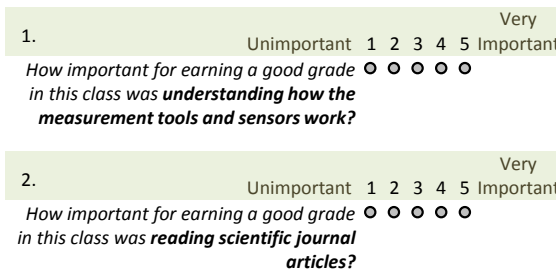 Very
1. Unimportant 1 2 3 4 5 Important
How important for earning a good grade
in this class was understanding how the
measurement tools and sensors work?
Very
2. Unimportant 1 2 3 4 5 Important
How important for earning a good grade
in this class was reading scientific journal
articles?